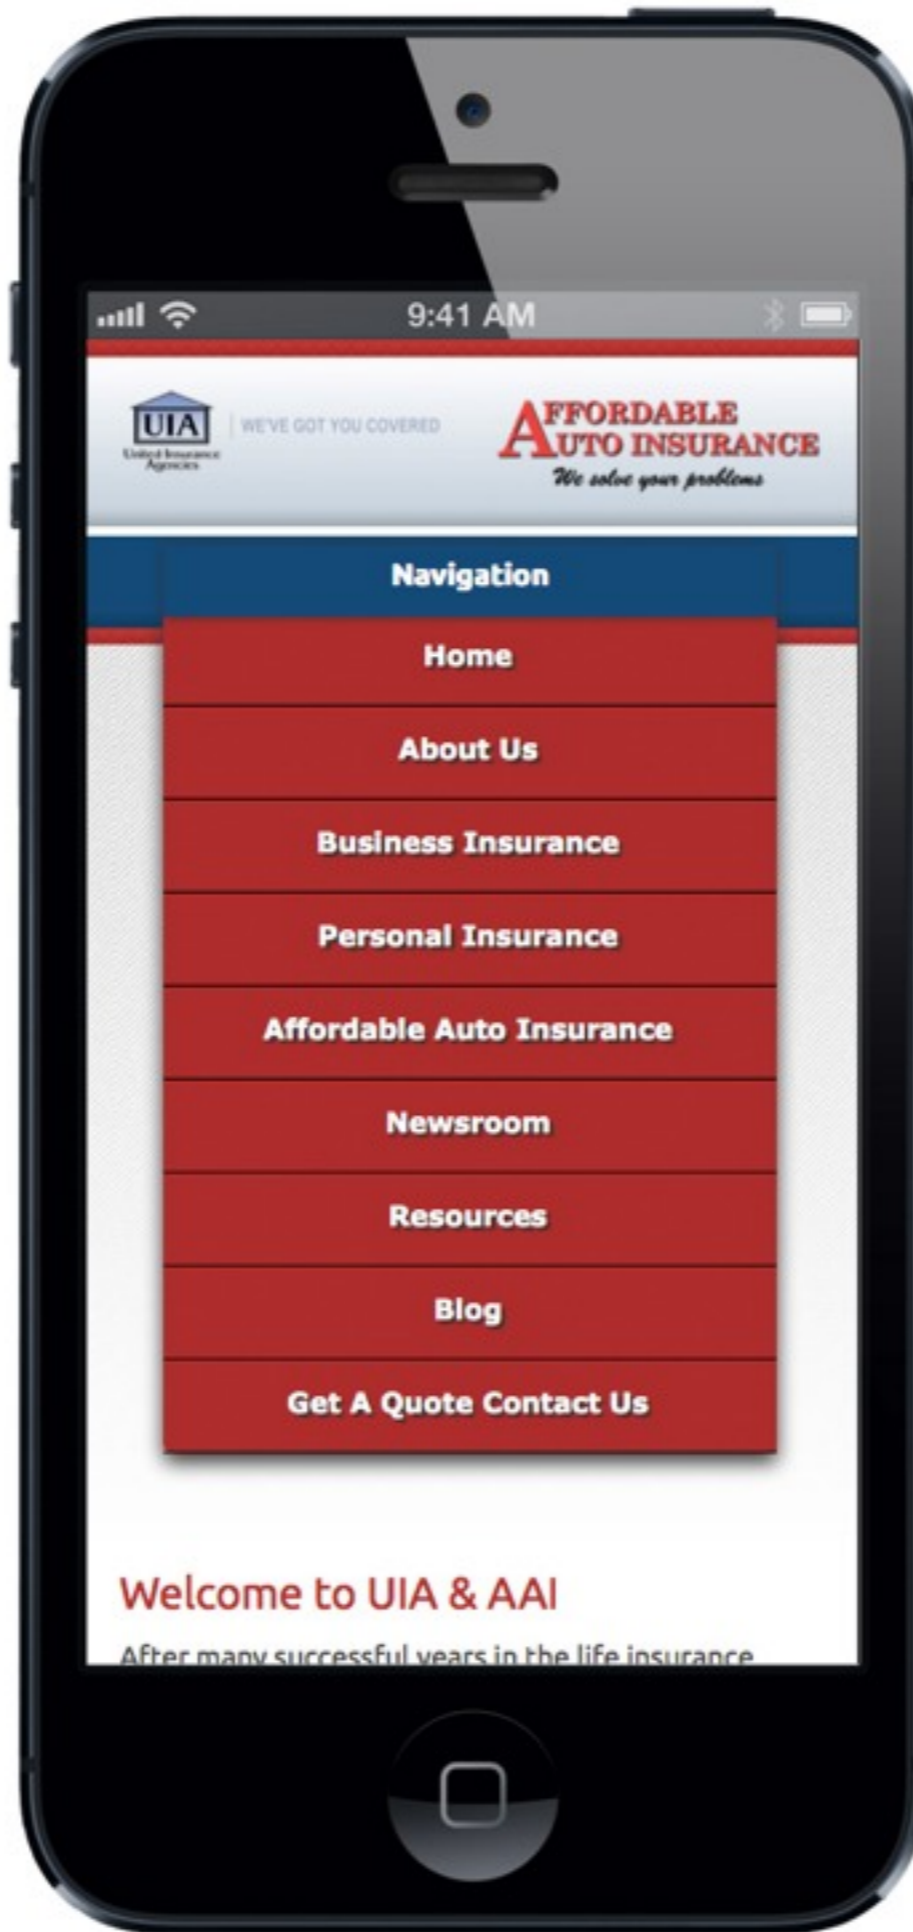 9:41 AM
UIA
United Insurance
Agencies
WE'VE GOT YOU COVERED
AFFORDABLE
AUTO INSURANCE
We solve your problems
Navigation
Home
About Us
Business Insurance
Personal Insurance
Affordable Auto Insurance
Newsroom
Resources
Blog
Get A Quote Contact Us
Welcome to UIA & AAI
After many successful years in the life insurance